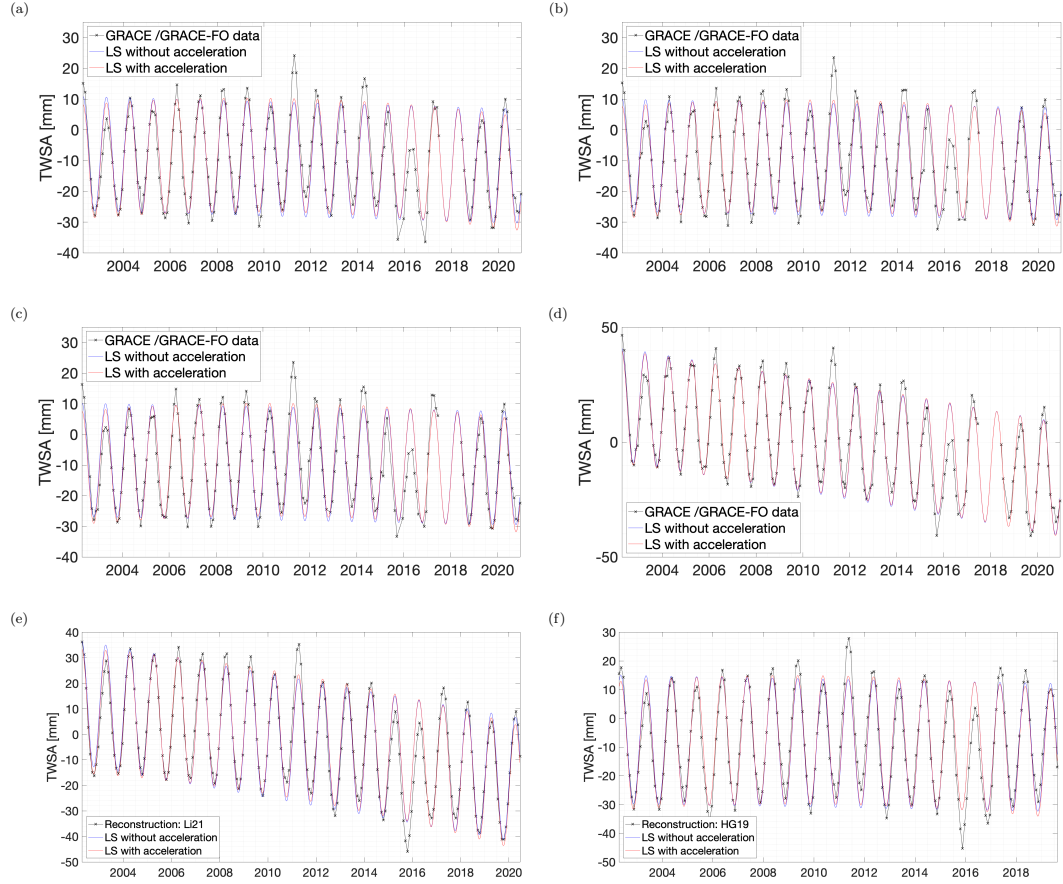 (a)
GRACE /GRACE-FO data
LS without acceleration
LS with acceleration
TWSA [mm]
30
20
10
0
-10
-20
-30
-40
2004 2006 2008 2010 2012 2014 2016 2018 2020
(b)
GRACE /GRACE-FO data
LS without acceleration
LS with acceleration
TWSA [mm]
30
20
10
0
-10
-20
-30
-40
2004 2006 2008 2010 2012 2014 2016 2018 2020
(c)
GRACE /GRACE-FO data
LS without acceleration
LS with acceleration
TWSA [mm]
30
20
10
0
-10
-20
-30
-40
2004 2006 2008 2010 2012 2014 2016 2018 2020
(d)
TWSA [mm]
50
0
-50
GRACE /GRACE-FO data
LS without acceleration
LS with acceleration
2004 2006 2008 2010 2012 2014 2016 2018 2020
(e)
TWSA [mm]
40
30
20
10
0
-10
-20
-30
-40
-50
Reconstruction: Li21
LS without acceleration
LS with acceleration
2004 2006 2008 2010 2012 2014 2016 2018 2020
(f)
TWSA [mm]
30
20
10
0
-10
-20
-30
-40
-50
Reconstruction: HG19
LS without acceleration
LS with acceleration
2004 2006 2008 2010 2012 2014 2016 2018